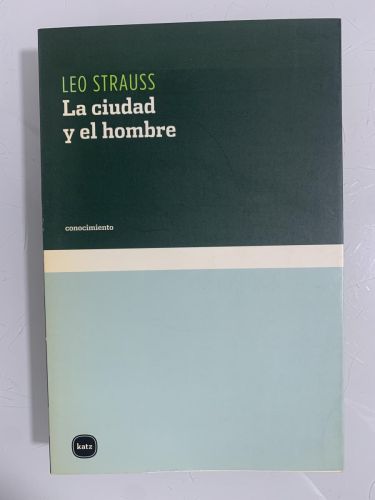 LEO STRAUSS
La ciudad
y el hombre
conocimiento
katz